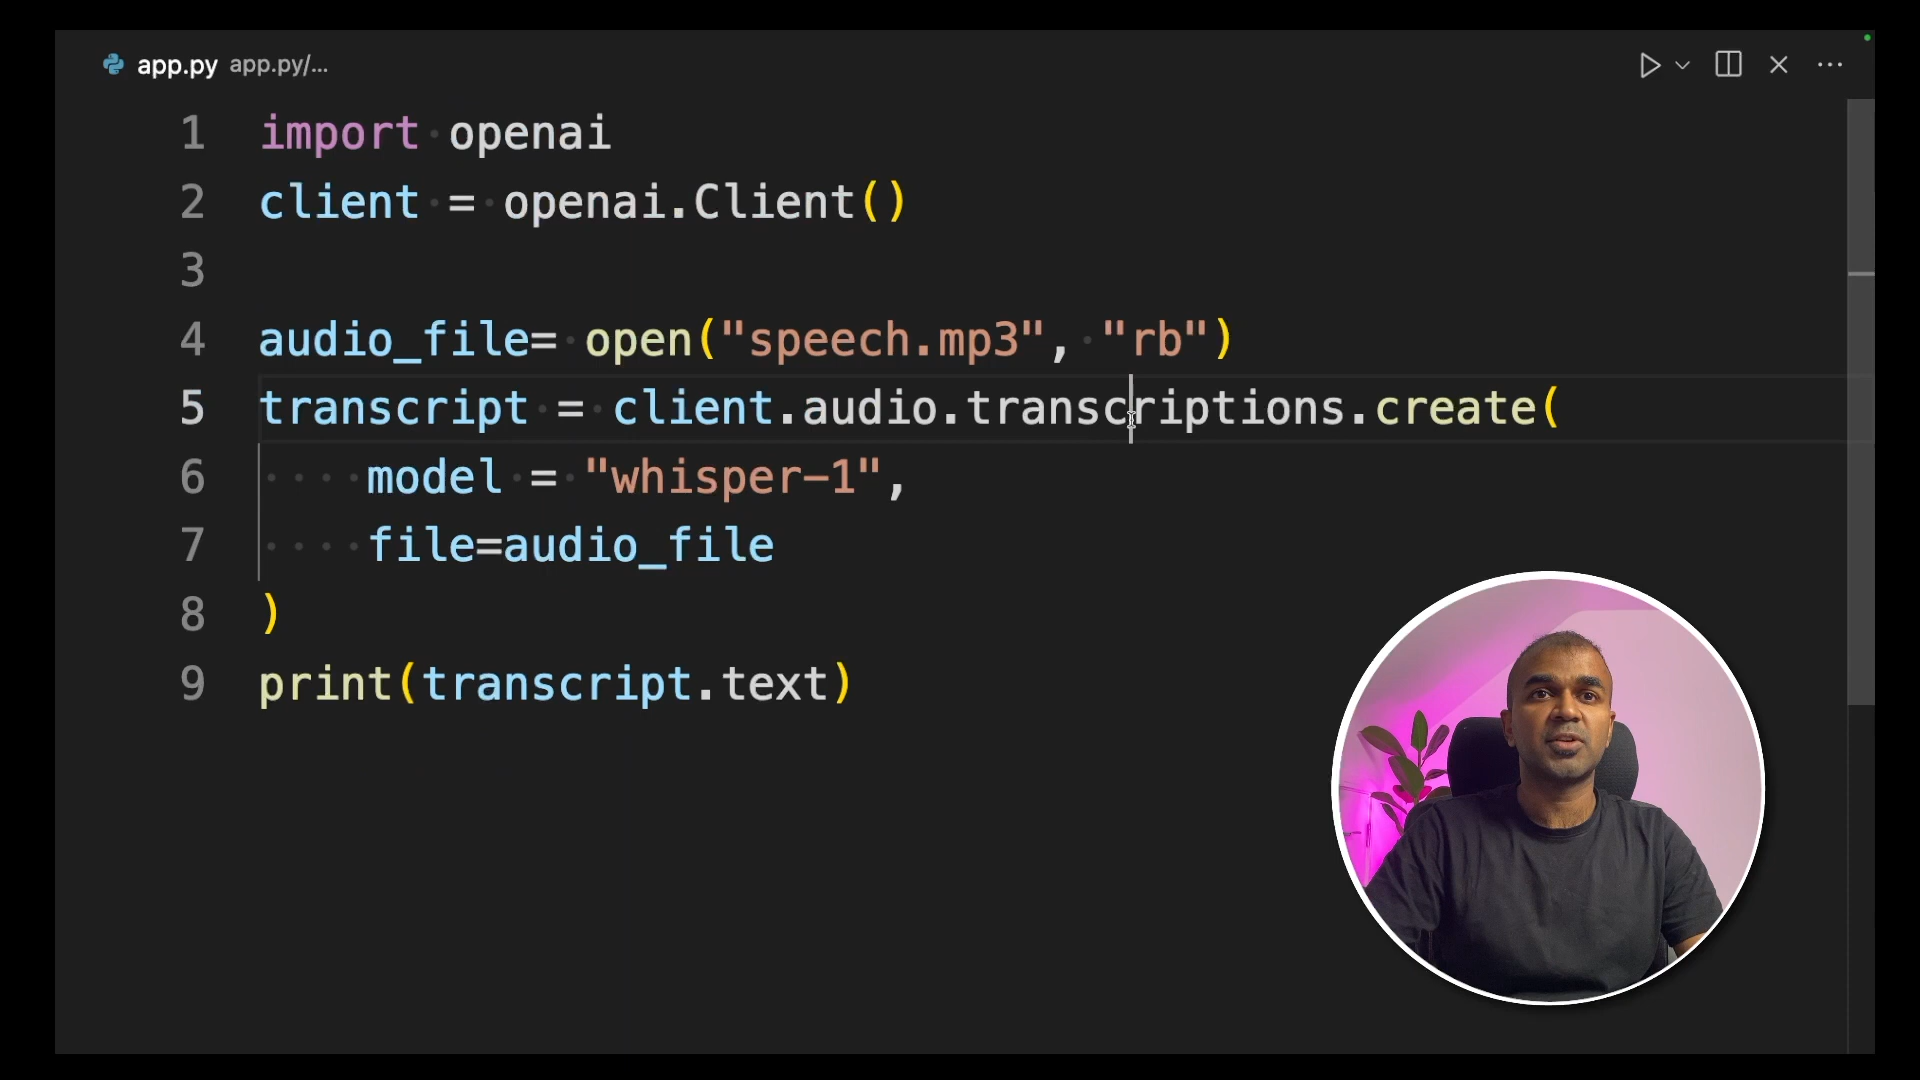 app.py app.py/...
1 import openai
2 client = openai.Client()
3
4 audio_file= open("speech.mp3", "rb")
5 transcript = client.audio.transcriptions.create(
6     model = "whisper-1",
7     file=audio_file
8 )
9 print(transcript.text)